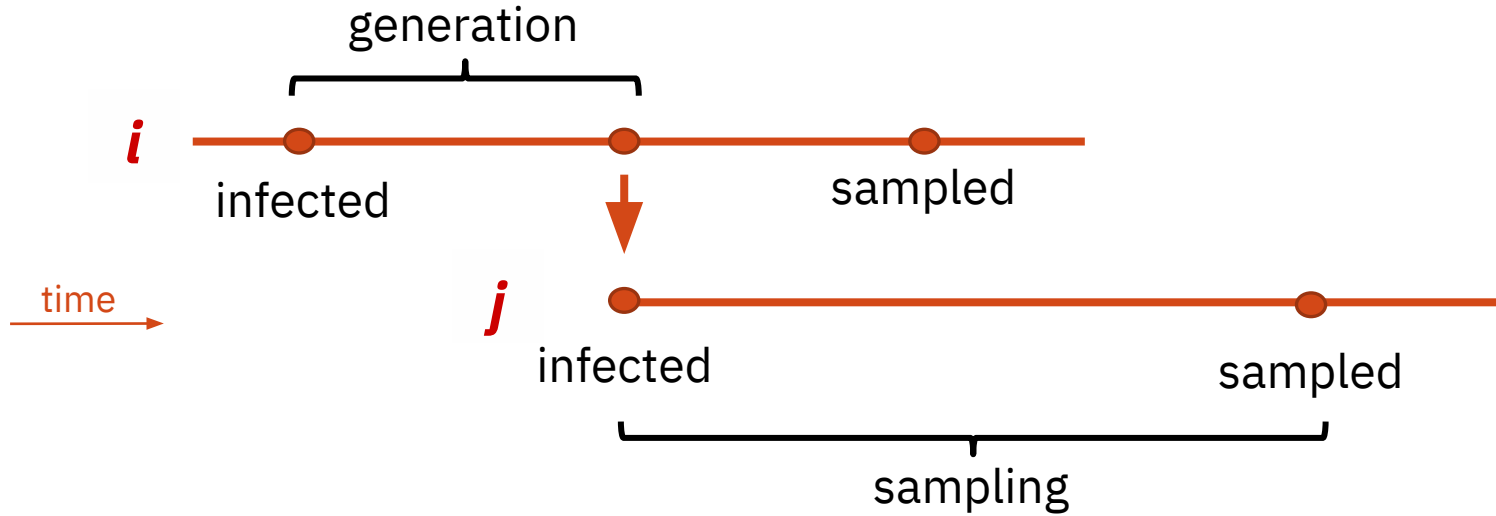 generation
i
infected
sampled
time
j
infected
sampled
sampling